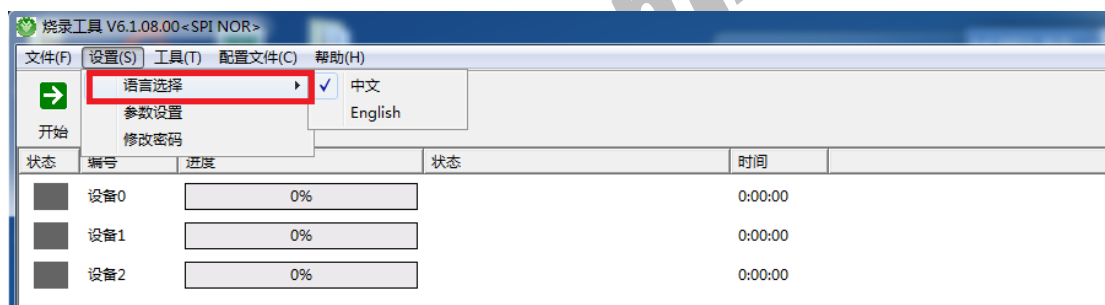 烧录工具 V6.1.08.00<SPI NOR>
文件(F) 设置(S) 工具(T) 配置文件(C) 帮助(H)
语言选择 ✓ 中文
参数设置 English
开始 修改密码
状态 编号 进度 状态 时间
设备0 0% 0:00:00
设备1 0% 0:00:00
设备2 0% 0:00:00